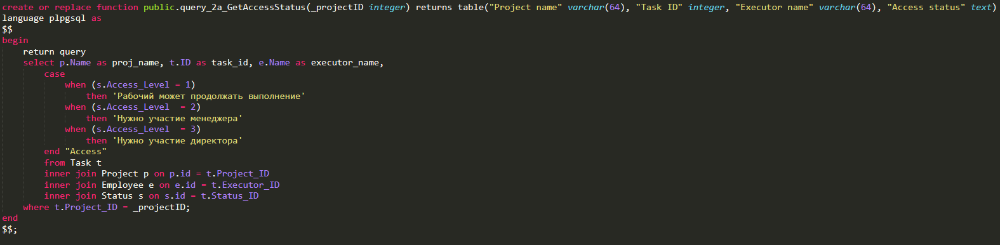 create or replace function public.query_2a_GetAccessStatus(_projectID integer) returns table("Project name" varchar(64), "Task ID" integer, "Executor name" varchar(64), "Access status" text)
language plpgsql as
$$
begin
    return query
    select p.Name as proj_name, t.ID as task_id, e.Name as executor_name,
        case
            when (s.Access_Level = 1)
                then 'Рабочий может продолжать выполнение'
            when (s.Access_Level  = 2)
                then 'Нужно участие менеджера'
            when (s.Access_Level  = 3)
                then 'Нужно участие директора'
        end "Access"
        from Task t
        inner join Project p on p.id = t.Project_ID
        inner join Employee e on e.id = t.Executor_ID
        inner join Status s on s.id = t.Status_ID
    where t.Project_ID = _projectID;
end
$$;